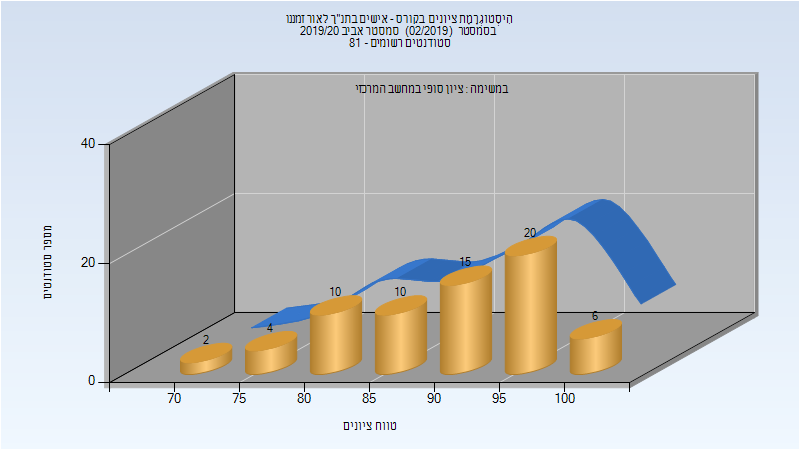 היסטוגרמת ציונים בקורס - אישים בתנ"ך לאור זמננו
בסמסטר (02/2019) סמסטר אביב 2019/20
סטודנטים רשומים - 81
במשימה : ציון סופי במחשב המרכזי
מספר סטודנטים
40
20
0
2
4
10
10
15
20
6
70
75
80
85
90
95
100
טווח ציונים